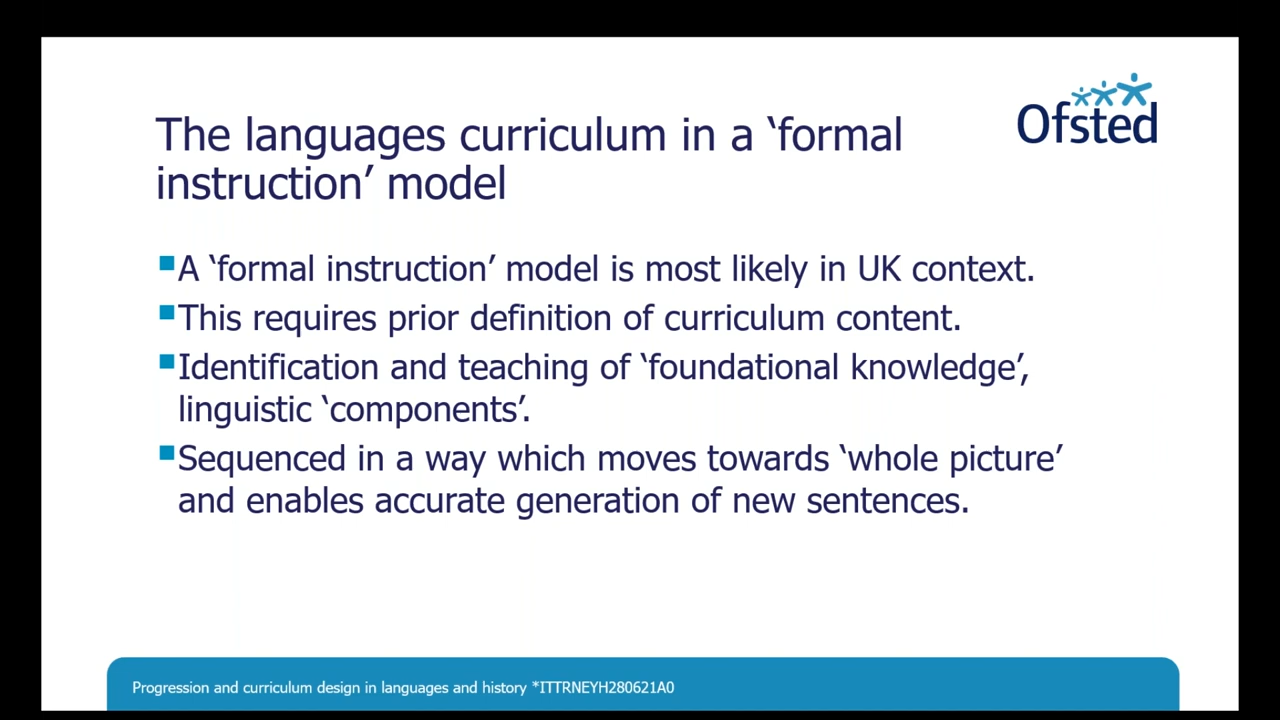 Ofsted
The languages curriculum in a ‘formal
instruction’ model
▪A ‘formal instruction’ model is most likely in UK context.
▪This requires prior definition of curriculum content.
▪Identification and teaching of ‘foundational knowledge’,
linguistic ‘components’.
▪Sequenced in a way which moves towards ‘whole picture’
and enables accurate generation of new sentences.
Progression and curriculum design in languages and history *ITTRNEYH280621A0